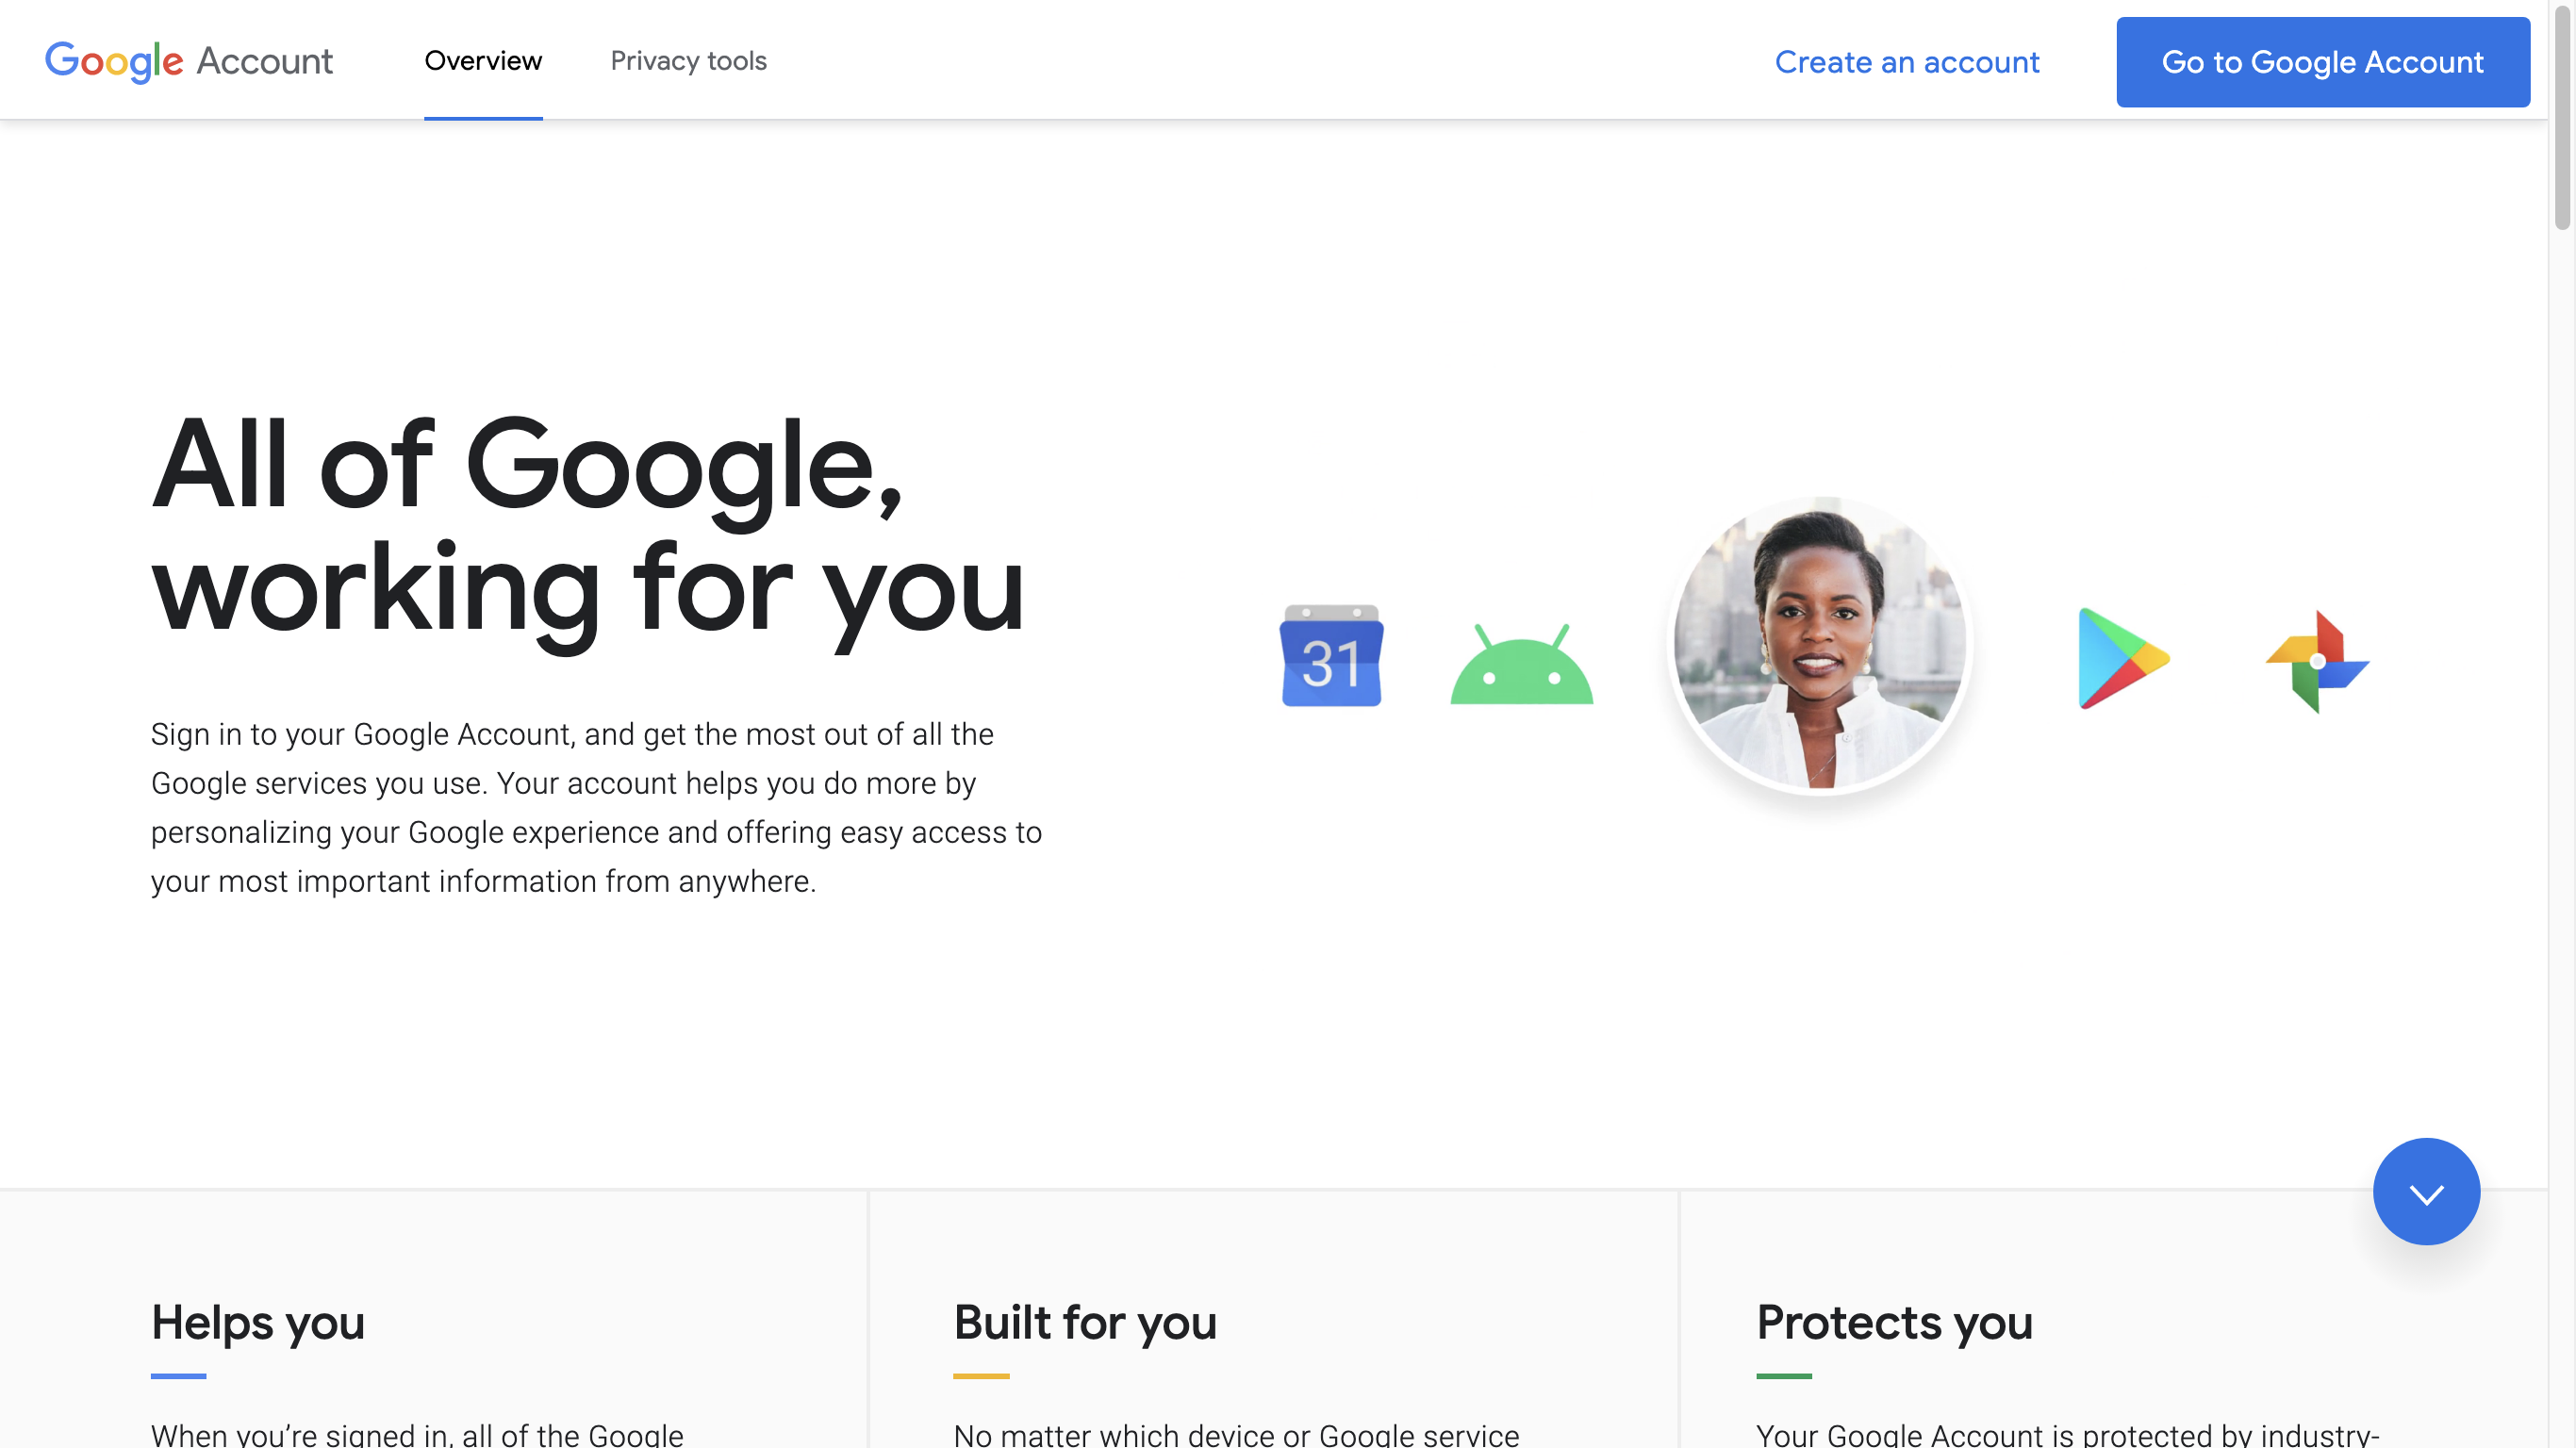 Google Account
Overview
Privacy tools
Create an account
Go to Google Account
All of Google,
working for you
Sign in to your Google Account, and get the most out of all the
Google services you use. Your account helps you do more by
personalizing your Google experience and offering easy access to
your most important information from anywhere.
31
Helps you
When you’re signed in, all of the Google
Built for you
No matter which device or Google service
Protects you
Your Google Account is protected by industry-